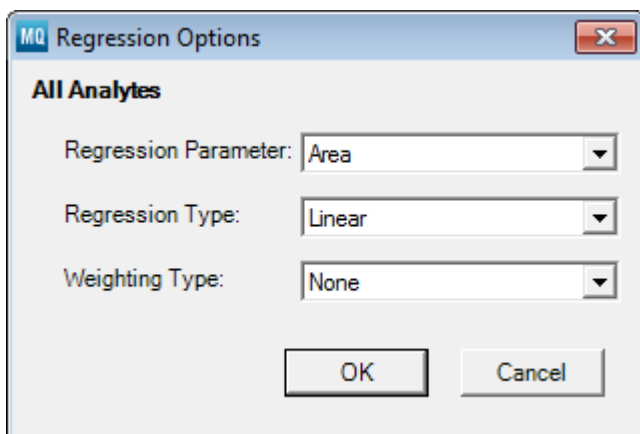 MQ Regression Options
All Analytes
Regression Parameter: Area
Regression Type: Linear
Weighting Type: None
OK Cancel